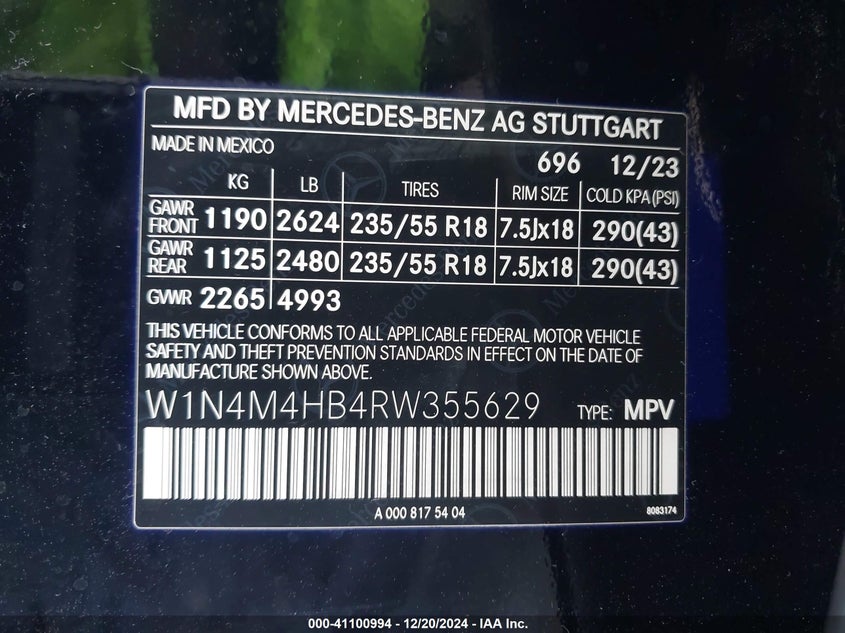 MFD BY MERCEDES-BENZ AG STUTTGART
MADE IN MEXICO 696 12/23
KG LB TIRES RIM SIZE COLD KPA(PSI)
GAWR FRONT 1190 2624 235/55 R18 7.5Jx18 290(43)
GAWR REAR 1125 2480 235/55 R18 7.5Jx18 290(43)
GVWR 2265 4993
THIS VEHICLE CONFORMS TO ALL APPLICABLE FEDERAL MOTOR VEHICLE
SAFETY AND THEFT PREVENTION STANDARDS IN EFFECT ON THE DATE OF
MANUFACTURE SHOWN ABOVE.
W1N4M4HB4RW355629 TYPE: MPV
A 000 817 54 04 8083174
000-41100994 - 12/20/2024 - IAA Inc.